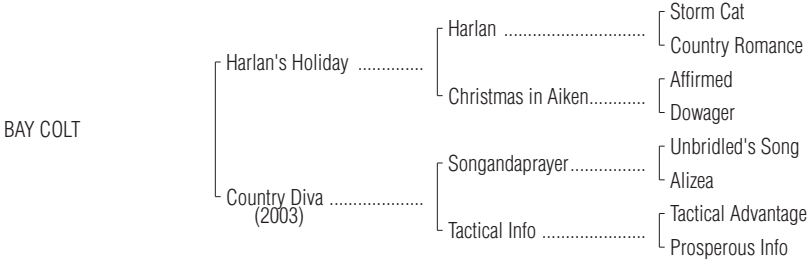 Storm Cat
Harlan ..............................
Country Romance
Harlan's Holiday ..............
Affirmed
Christmas in Aiken............
Dowager
BAY COLT
Unbridled's Song
Songandaprayer................
Alizea
Country Diva ....................
(2003)
Tactical Advantage
Tactical Info ......................
Prosperous Info